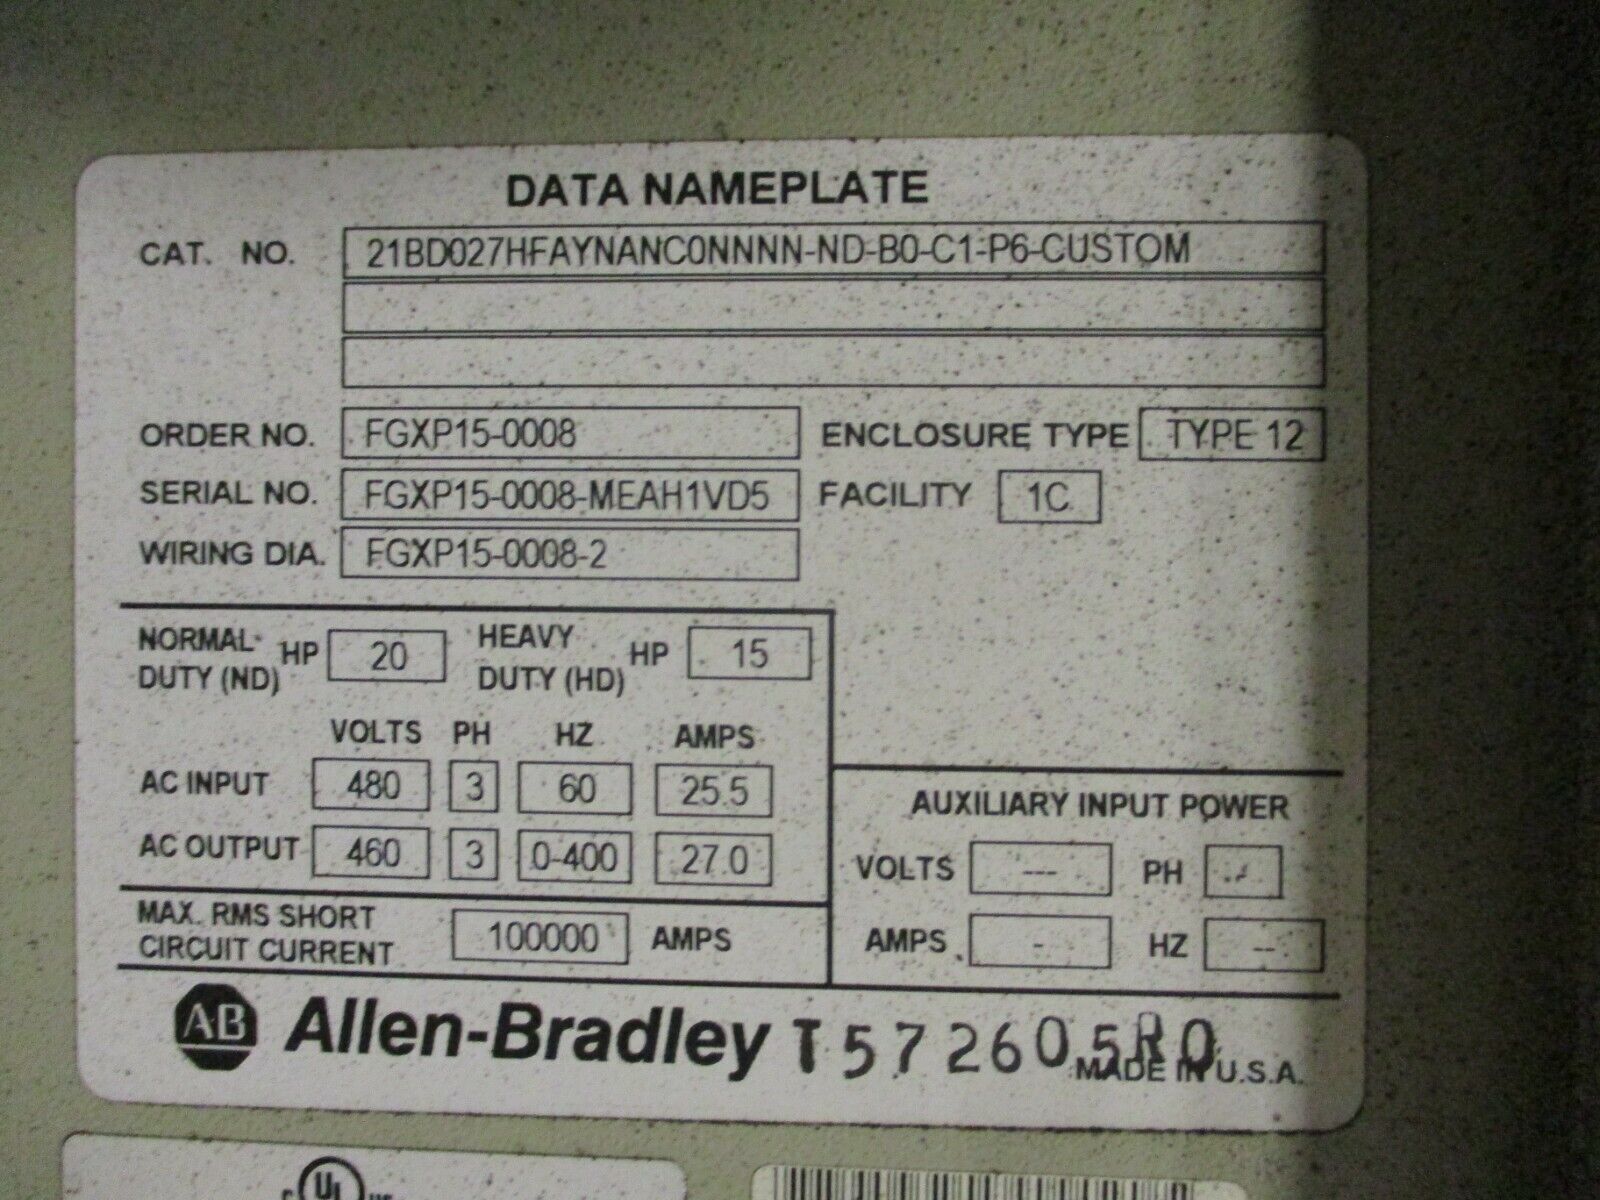 DATA NAMEPLATE
CAT. NO. 21BD027HFAYNANC0NNNN-ND-B0-C1-P6-CUSTOM
ORDER NO. FGXP15-0008 ENCLOSURE TYPE TYPE 12
SERIAL NO. FGXP15-0008-MEAH1VD5 FACILITY 1C
WIRING DIA. FGXP15-0008-2
NORMAL DUTY (ND) HP 20 HEAVY DUTY (HD) HP 15
VOLTS PH HZ AMPS
AC INPUT 480 3 60 25.5
AC OUTPUT 460 3 0-400 27.0
MAX. RMS SHORT
CIRCUIT CURRENT 100000 AMPS
AUXILIARY INPUT POWER
VOLTS --- PH -
AMPS - HZ --
AB Allen-Bradley T572605R0
MADE IN U.S.A.
C UL US